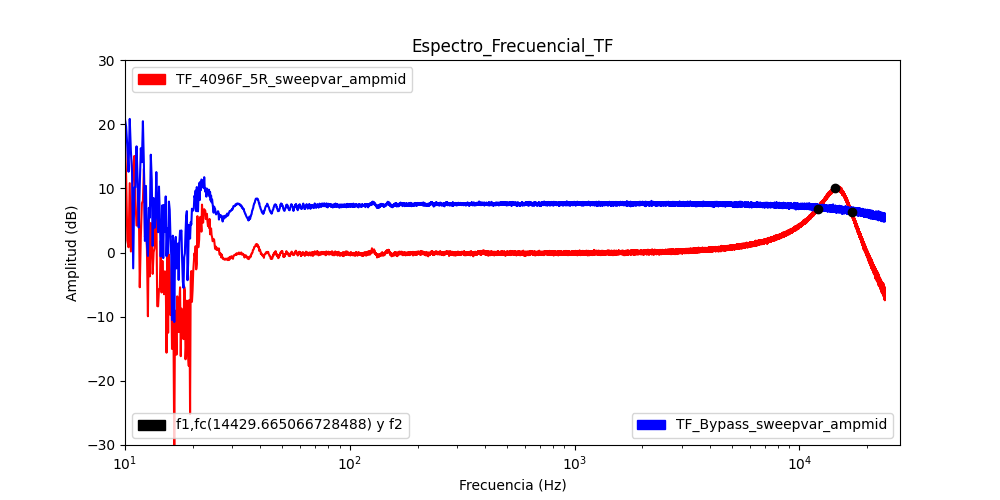 Espectro_Frecuencial_TF
30
TF_4096F_5R_sweepvar_ampmid
20
10
0
−10
−20
−30
Amplitud (dB)
f1,fc(14429.665066728488) y f2
TF_Bypass_sweepvar_ampmid
10¹
10²
10³
10⁴
Frecuencia (Hz)